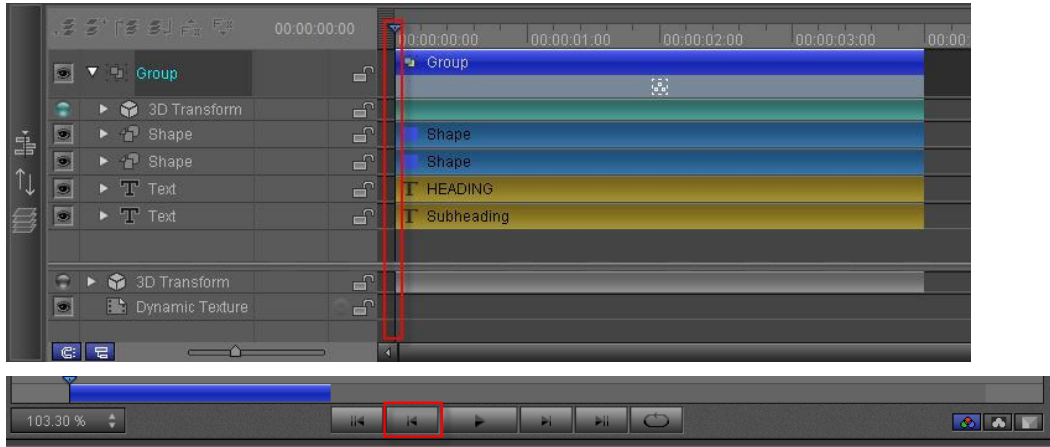 00:00:00:00
00:00:00:00 00:00:01:00 00:00:02:00 00:00:03:00 00:00:
Group Group
3D Transform
Shape Shape
Shape Shape
T Text T HEADING
T Text T Subheading
3D Transform
Dynamic Texture
103.30 %